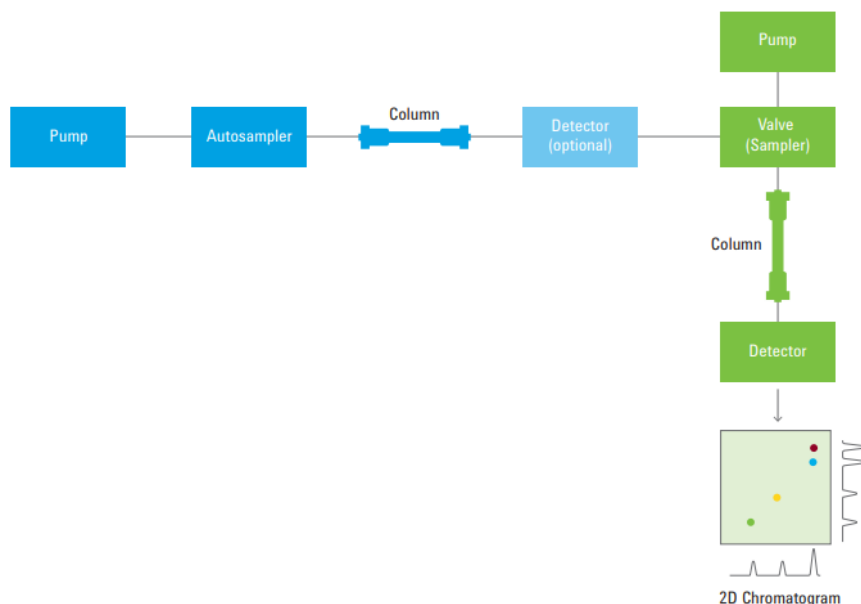 Pump
Pump
Autosampler
Column
Detector
(optional)
Valve
(Sampler)
Column
Detector
2D Chromatogram